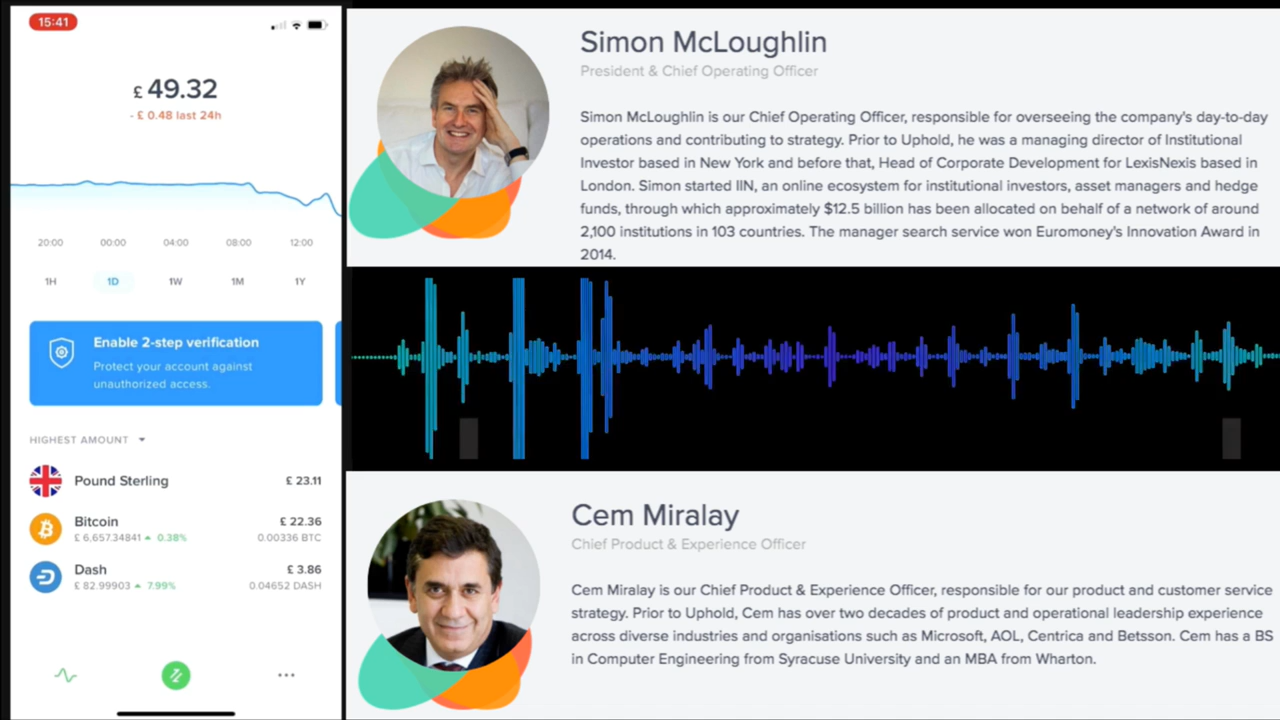 15:41
£ 49.32
- £ 0.48 last 24h
20:00 00:00 04:00 08:00 12:00
1H 1D 1W 1M 1Y
Enable 2-step verification
Protect your account against
unauthorized access.
HIGHEST AMOUNT
Pound Sterling £ 23.11
Bitcoin £ 22.36
£ 6,657.34841 0.38% 0.00336 BTC
Dash £ 3.86
£ 82.99903 7.99% 0.04652 DASH
Simon McLoughlin
President & Chief Operating Officer
Simon McLoughlin is our Chief Operating Officer, responsible for overseeing the company's day-to-day
operations and contributing to strategy. Prior to Uphold, he was a managing director of Institutional
Investor based in New York and before that, Head of Corporate Development for LexisNexis based in
London. Simon started IIN, an online ecosystem for institutional investors, asset managers and hedge
funds, through which approximately $12.5 billion has been allocated on behalf of a network of around
2,100 institutions in 103 countries. The manager search service won Euromoney's Innovation Award in
2014.
Cem Miralay
Chief Product & Experience Officer
Cem Miralay is our Chief Product & Experience Officer, responsible for our product and customer service
strategy. Prior to Uphold, Cem has over two decades of product and operational leadership experience
across diverse industries and organisations such as Microsoft, AOL, Centrica and Betsson. Cem has a BS
in Computer Engineering from Syracuse University and an MBA from Wharton.